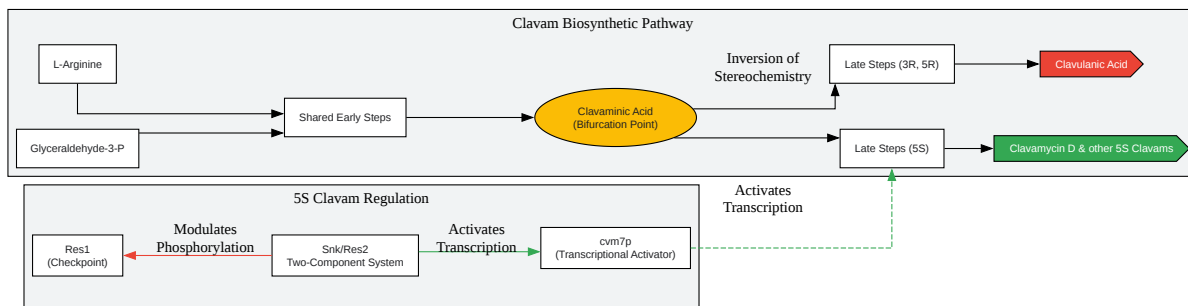 Clavam Biosynthetic Pathway
L-Arginine
Glyceraldehyde-3-P
Shared Early Steps
Clavaminic Acid
(Bifurcation Point)
Inversion of
Stereochemistry
Late Steps (3R, 5R)
Clavulanic Acid
Late Steps (5S)
Clavamycin D & other 5S Clavams
5S Clavam Regulation
Activates
Transcription
Res1
(Checkpoint)
Modulates
Phosphorylation
Snk/Res2
Two-Component System
Activates
Transcription
cvm7p
(Transcriptional Activator)